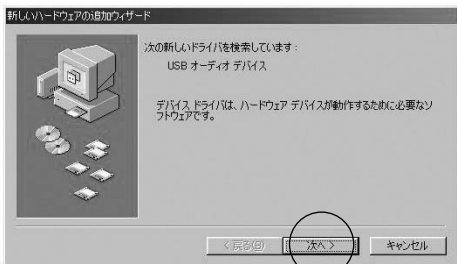 新しいハードウェアの追加ウィザード
次の新しいドライバを検索しています：
USB オーディオ デバイス
デバイス ドライバは、ハードウェア デバイスが動作するために必要なソ
フトウェアです。
< 戻る(B)
次へ >
キャンセル